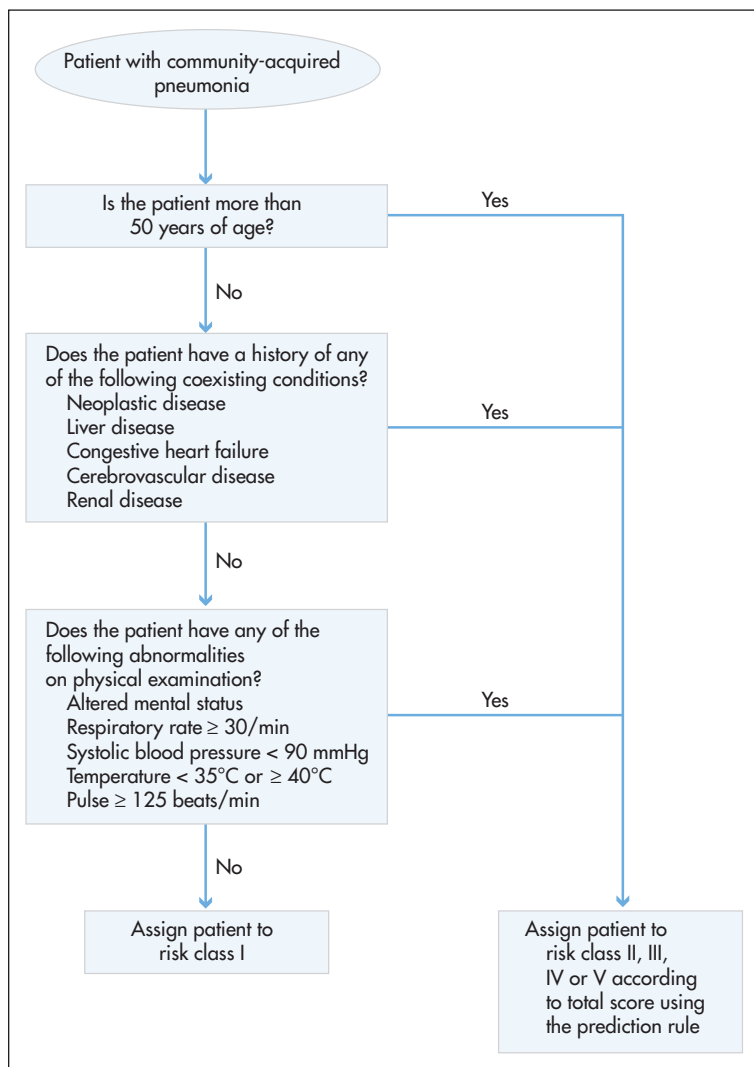 Patient with community-acquired
pneumonia
Is the patient more than
50 years of age?
Yes
No
Does the patient have a history of any
of the following coexisting conditions?
Neoplastic disease
Liver disease
Congestive heart failure
Cerebrovascular disease
Renal disease
Yes
No
Does the patient have any of the
following abnormalities
on physical examination?
Altered mental status
Respiratory rate ≥ 30/min
Systolic blood pressure < 90 mmHg
Temperature < 35°C or ≥ 40°C
Pulse ≥ 125 beats/min
Yes
No
Assign patient to
risk class I
Assign patient to
risk class II, III,
IV or V according
to total score using
the prediction rule